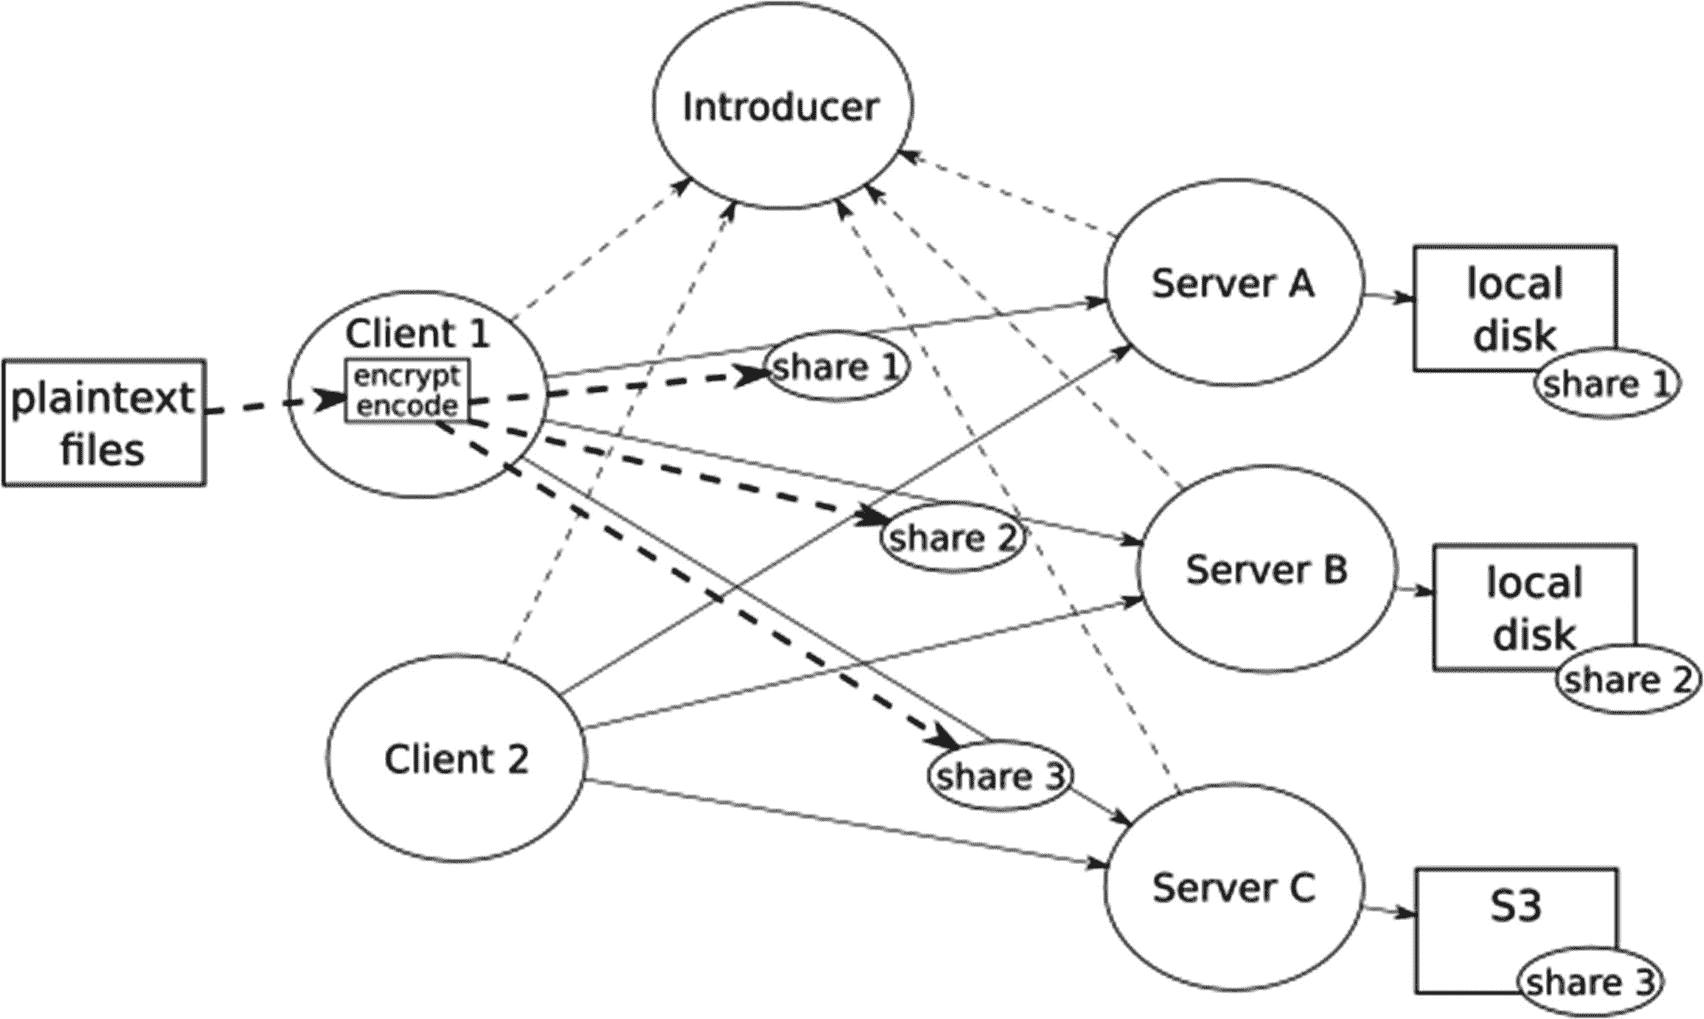 Introducer
Server A
local
disk
share 1
Client 1
encrypt
encode
plaintext
files
share 1
share 2
Server B
local
disk
share 2
Client 2
share 3
Server C
S3
share 3